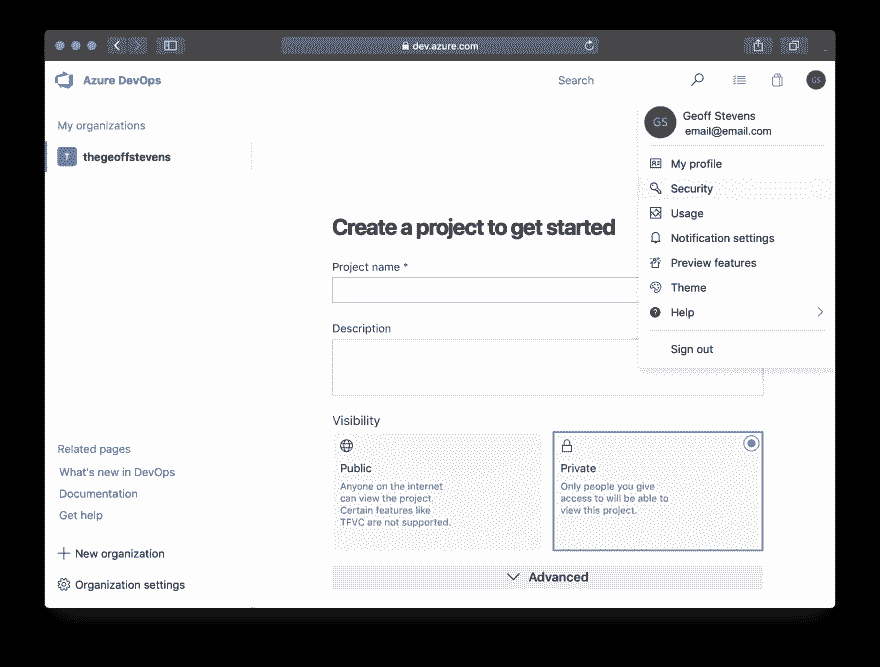 dev.azure.com
Azure DevOps
Search
GS
My organizations
T thegeoffstevens
GS
Geoff Stevens
email@email.com
My profile
Security
Usage
Notification settings
Preview features
Theme
Help
Sign out
Create a project to get started
Project name *
Description
Visibility
Public
Anyone on the internet
can view the project.
Certain features like
TFVC are not supported.
Private
Only people you give
access to will be able to
view this project.
Advanced
Related pages
What's new in DevOps
Documentation
Get help
New organization
Organization settings